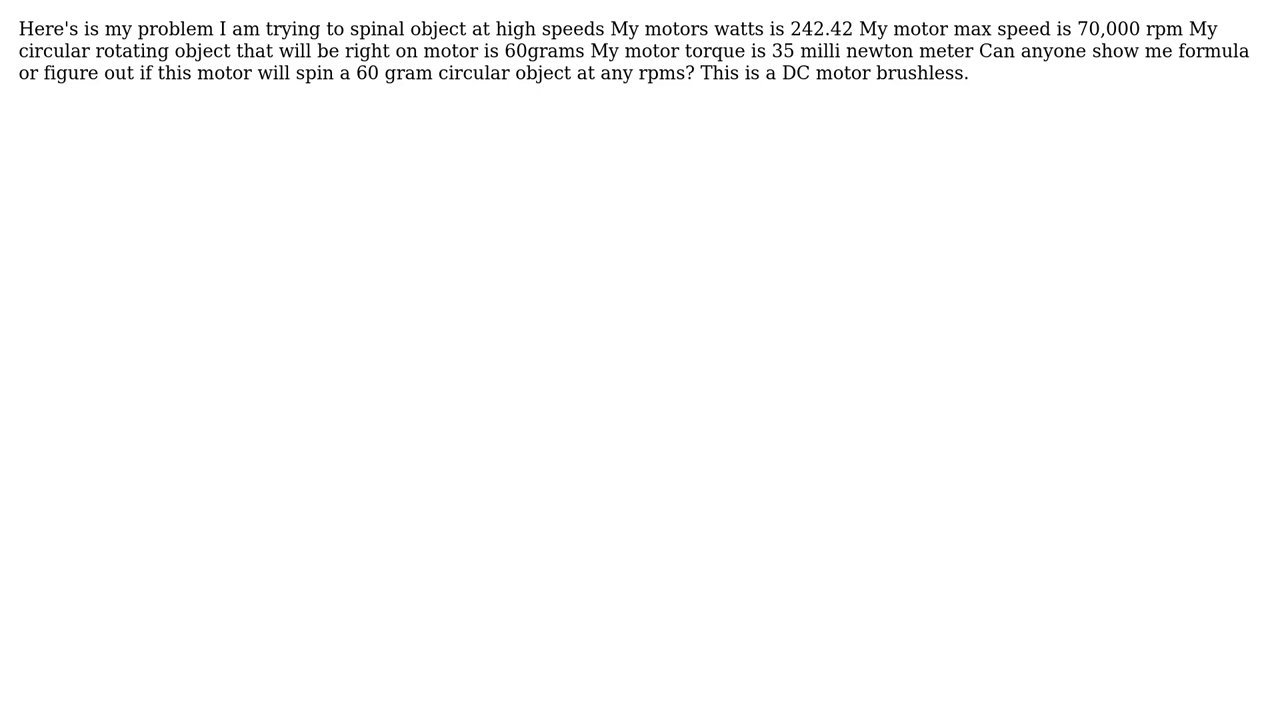 Here's is my problem I am trying to spinal object at high speeds My motors watts is 242.42 My motor max speed is 70,000 rpm My
circular rotating object that will be right on motor is 60grams My motor torque is 35 milli newton meter Can anyone show me formula
or figure out if this motor will spin a 60 gram circular object at any rpms? This is a DC motor brushless.